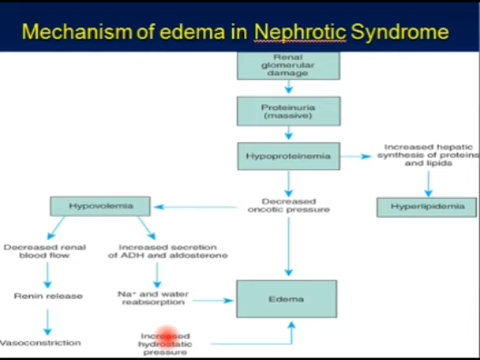 Mechanism of edema in Nephrotic Syndrome
Renal
glomerular
damage
Proteinuria
(massive)
Hypoproteinemia
Increased hepatic
synthesis of proteins
and lipids
Hyperlipidemia
Decreased
oncotic pressure
Hypovolemia
Decreased renal
blood flow
Increased secretion
of ADH and aldosterone
Renin release
Na+ and water
reabsorption
Edema
Vasoconstriction
Increased
hydrostatic
pressure